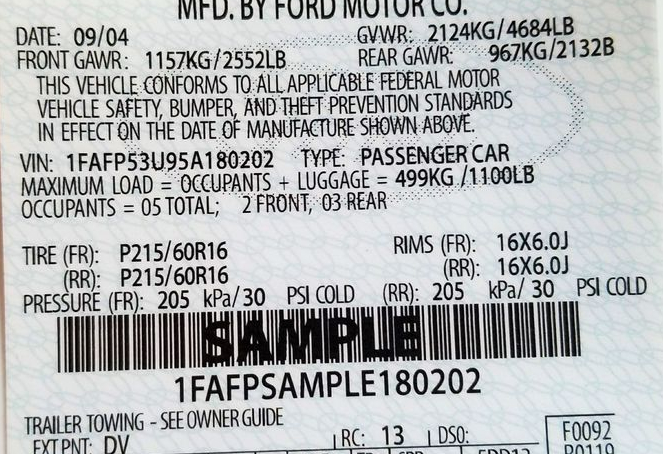 MFD. BY FORD MOTOR CO.
DATE: 09/04 GVWR: 2124KG/4684LB
FRONT GAWR: 1157KG/2552LB REAR GAWR: 967KG/2132B
THIS VEHICLE CONFORMS TO ALL APPLICABLE FEDERAL MOTOR
VEHICLE SAFETY, BUMPER, AND THEFT PREVENTION STANDARDS
IN EFFECT ON THE DATE OF MANUFACTURE SHOWN ABOVE.
VIN: 1FAFP53U95A180202 TYPE: PASSENGER CAR
MAXIMUM LOAD = OCCUPANTS + LUGGAGE = 499KG /1100LB
OCCUPANTS = 05 TOTAL; 2 FRONT, 03 REAR
TIRE (FR): P215/60R16 RIMS (FR): 16X6.0J
(RR): P215/60R16 (RR): 16X6.0J
PRESSURE (FR): 205 kPa/ 30 PSI COLD (RR): 205 kPa/ 30 PSI COLD
SAMPLE
1FAFPSAMPLE180202
TRAILER TOWING - SEE OWNER GUIDE
EXT PNT: DV RC: 13 DSO: F0092